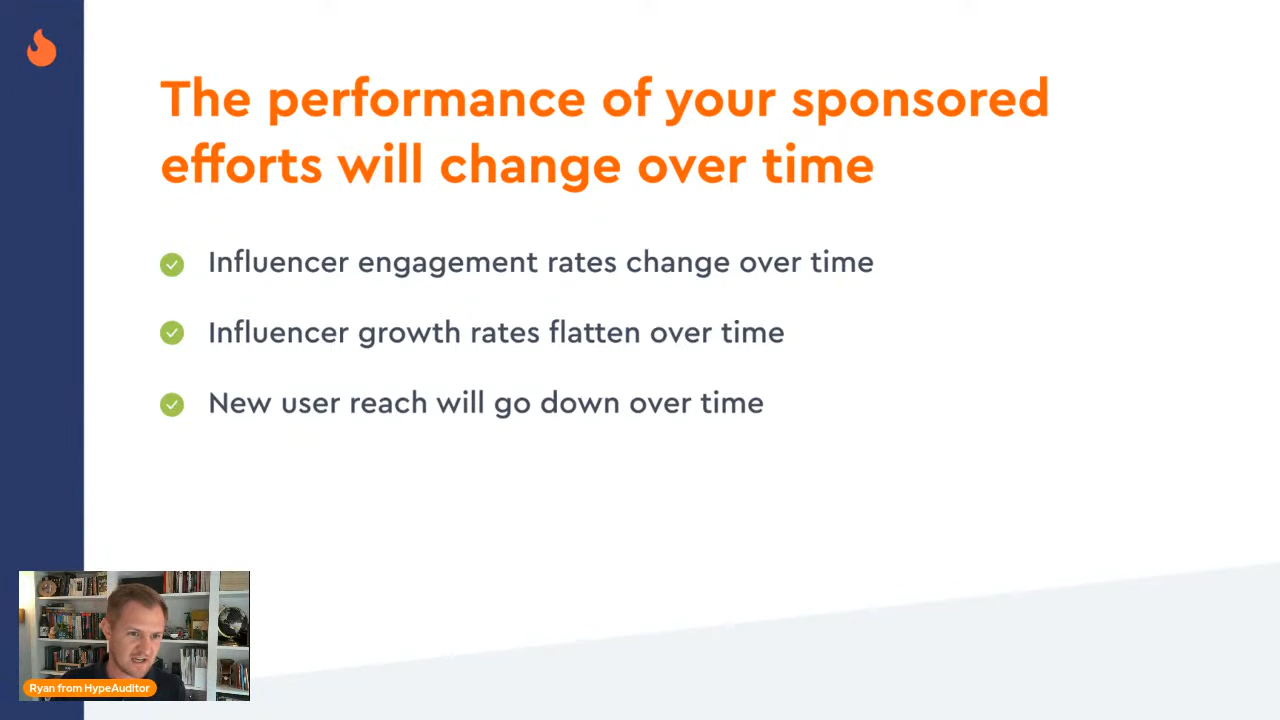 The performance of your sponsored
efforts will change over time
Influencer engagement rates change over time
Influencer growth rates flatten over time
New user reach will go down over time
Ryan from HypeAuditor